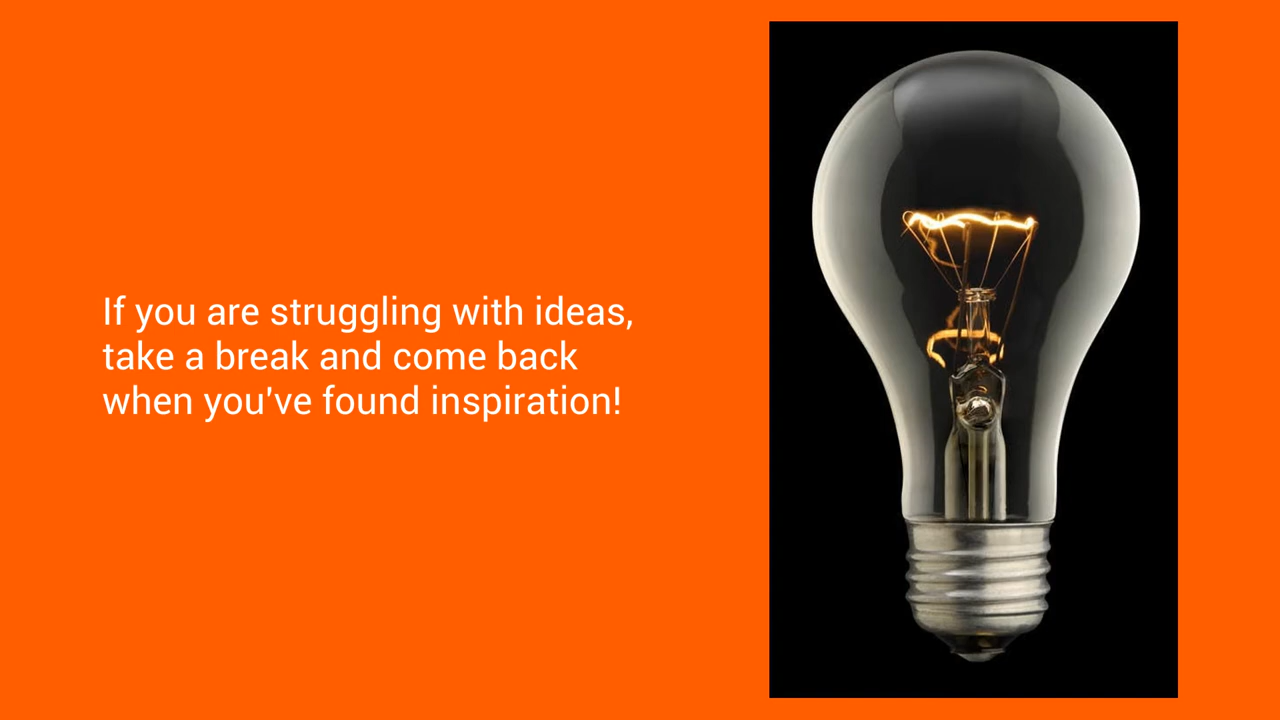 If you are struggling with ideas,
take a break and come back
when you've found inspiration!